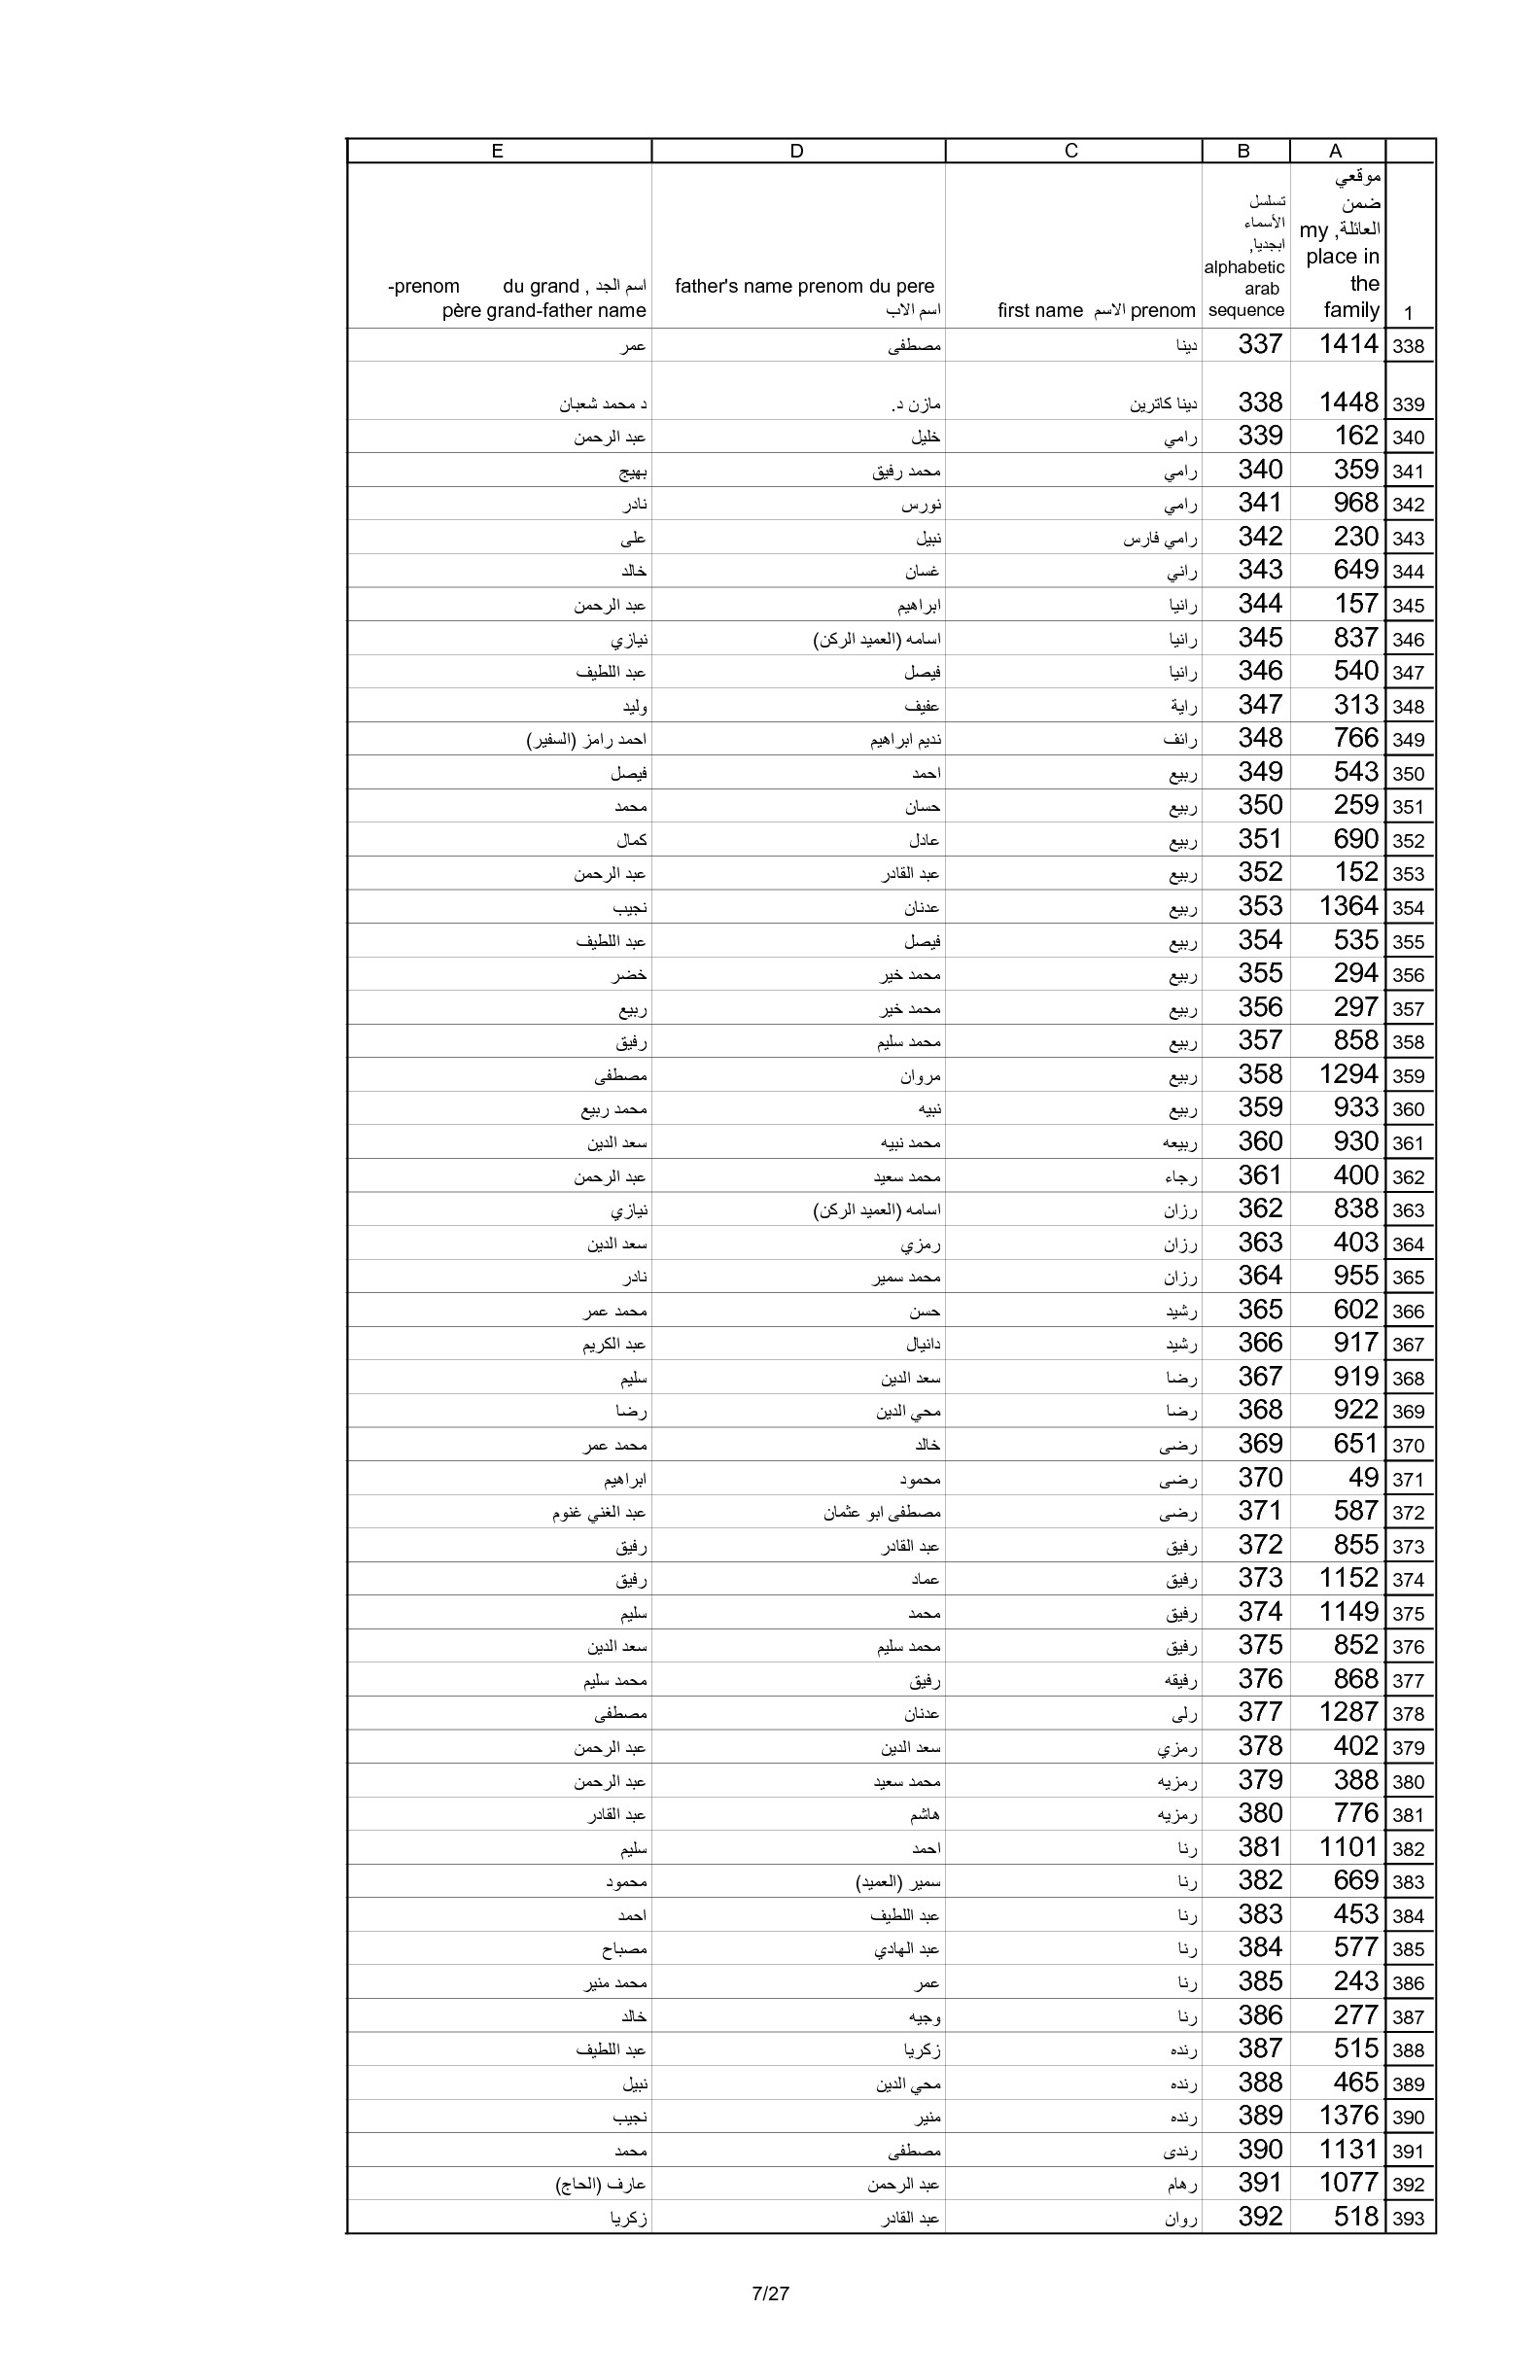 A B C D E
1 موقعي ضمن العائلة, my place in the family تسلسل الأسماء ابجديا, alphabetic arab sequence first name الاسم prenom father's name prenom du pere اسم الاب اسم الجد , du grand -prenom père grand-father name
338 1414 337 دينا مصطفى عمر
339 1448 338 دينا كاترين مازن د. د محمد شعبان
340 162 339 رامي خليل عبد الرحمن
341 359 340 رامي محمد رفيق بهيج
342 968 341 رامي نورس نادر
343 230 342 رامي فارس نبيل على
344 649 343 راني غسان خالد
345 157 344 رانيا ابراهيم عبد الرحمن
346 837 345 رانيا اسامه (العميد الركن) نيازي
347 540 346 رانيا فيصل عبد اللطيف
348 313 347 راية عفيف وليد
349 766 348 رائف نديم ابراهيم احمد رامز (السفير)
350 543 349 ربيع احمد فيصل
351 259 350 ربيع حسان محمد
352 690 351 ربيع عادل كمال
353 152 352 ربيع عبد القادر عبد الرحمن
354 1364 353 ربيع عدنان نجيب
355 535 354 ربيع فيصل عبد اللطيف
356 294 355 ربيع محمد خير خضر
357 297 356 ربيع محمد خير ربيع
358 858 357 ربيع محمد سليم رفيق
359 1294 358 ربيع مروان مصطفى
360 933 359 ربيع نبيه محمد ربيع
361 930 360 ربيعه محمد نبيه سعد الدين
362 400 361 رجاء محمد سعيد عبد الرحمن
363 838 362 رزان اسامه (العميد الركن) نيازي
364 403 363 رزان رمزي سعد الدين
365 955 364 رزان محمد سمير نادر
366 602 365 رشيد حسن محمد عمر
367 917 366 رشيد دانيال عبد الكريم
368 919 367 رضا سعد الدين سليم
369 922 368 رضا محي الدين رضا
370 651 369 رضى خالد محمد عمر
371 49 370 رضى محمود ابراهيم
372 587 371 رضى مصطفى ابو عثمان عبد الغني غنوم
373 855 372 رفيق عبد القادر رفيق
374 1152 373 رفيق عماد رفيق
375 1149 374 رفيق محمد سليم
376 852 375 رفيق محمد سليم سعد الدين
377 868 376 رفيقه رفيق محمد سليم
378 1287 377 رلى عدنان مصطفى
379 402 378 رمزي سعد الدين عبد الرحمن
380 388 379 رمزيه محمد سعيد عبد الرحمن
381 776 380 رمزيه هاشم عبد القادر
382 1101 381 رنا احمد سليم
383 669 382 رنا سمير (العميد) محمود
384 453 383 رنا عبد اللطيف احمد
385 577 384 رنا عبد الهادي مصباح
386 243 385 رنا عمر محمد منير
387 277 386 رنا وجيه خالد
388 515 387 رنده زكريا عبد اللطيف
389 465 388 رنده محي الدين نبيل
390 1376 389 رنده منير نجيب
391 1131 390 رندى مصطفى محمد
392 1077 391 رهام عبد الرحمن عارف (الحاج)
393 518 392 روان عبد القادر زكريا
7/27